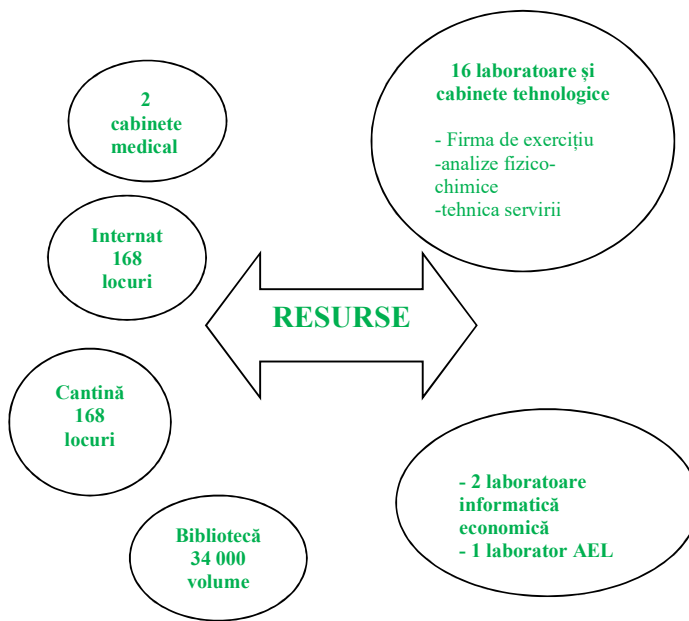 2
cabinete
medical
16 laboratoare și
cabinete tehnologice
- Firma de exercițiu
-analize fizico-
chimice
-tehnica servirii
Internat
168
locuri
RESURSE
Cantină
168
locuri
- 2 laboratoare
informatică
economică
- 1 laborator AEL
Bibliotecă
34 000
volume